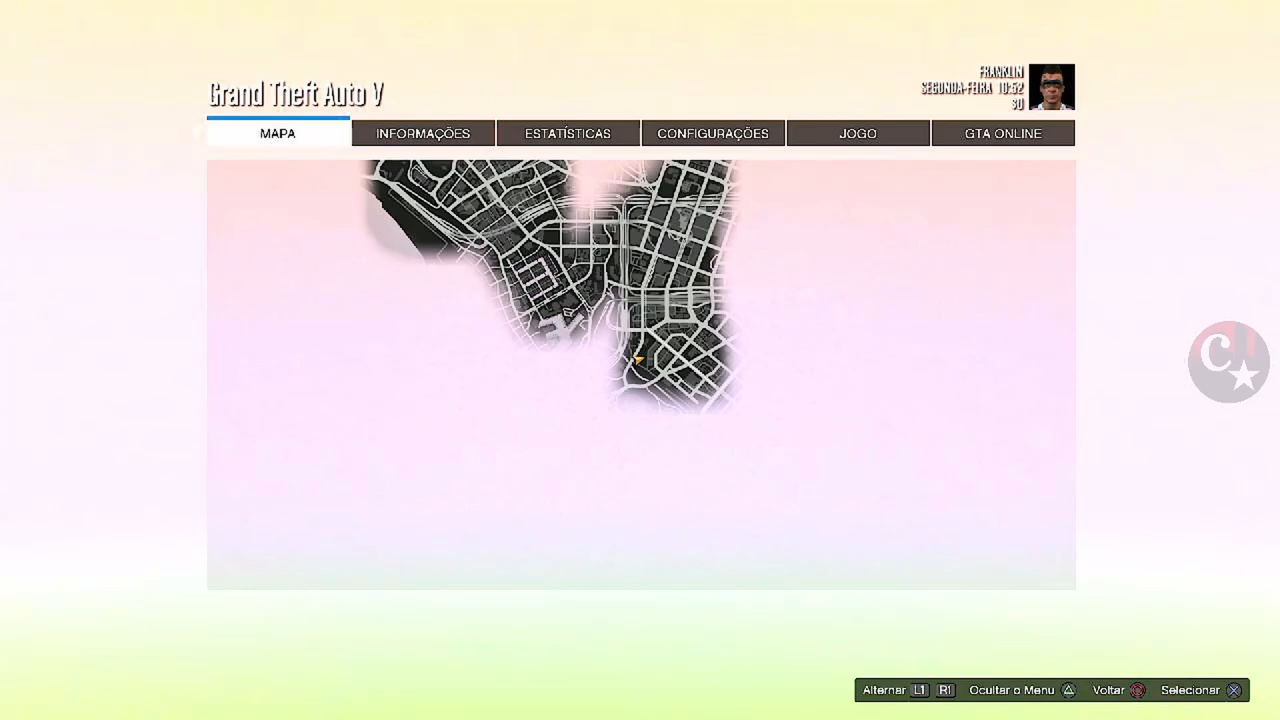 Grand Theft Auto V
FRANKLIN
SEGUNDA-FEIRA 10:52
$0
MAPA
INFORMAÇÕES
ESTATÍSTICAS
CONFIGURAÇÕES
JOGO
GTA ONLINE
C
Alternar L1 R1 Ocultar o Menu Voltar Selecionar